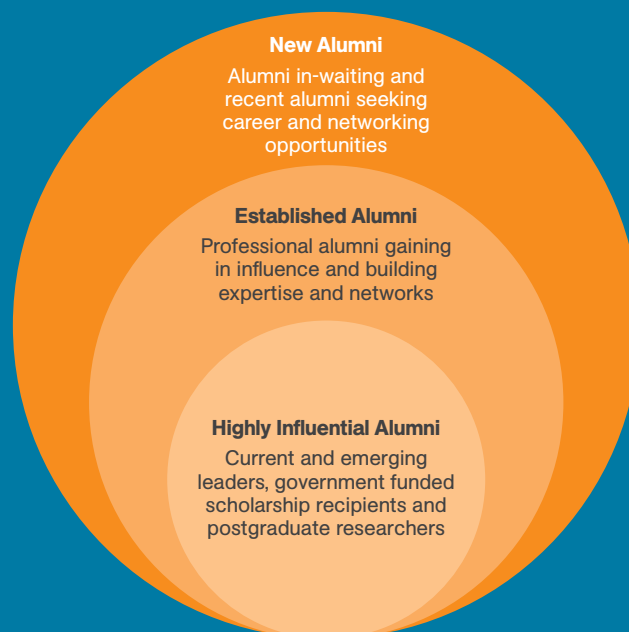 New Alumni
Alumni in-waiting and
recent alumni seeking
career and networking
opportunities
Established Alumni
Professional alumni gaining
in influence and building
expertise and networks
Highly Influential Alumni
Current and emerging
leaders, government funded
scholarship recipients and
postgraduate researchers